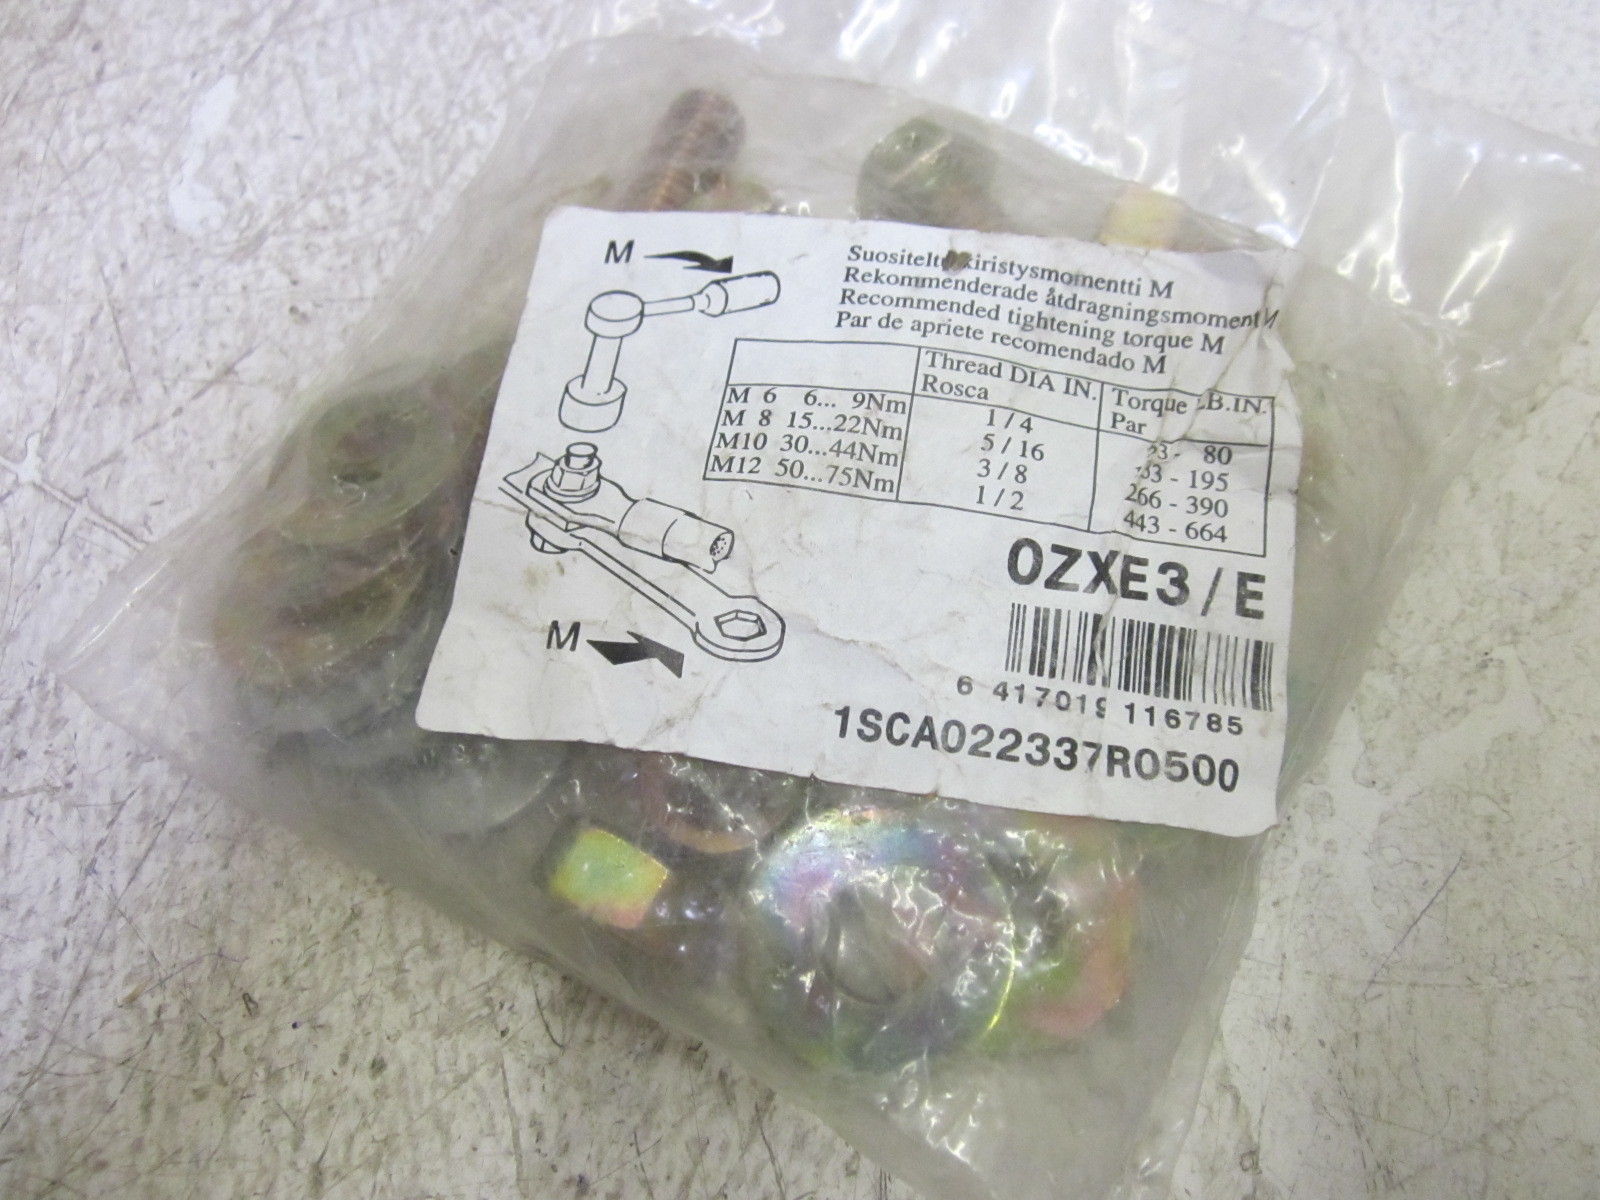 M
Suositelt kiristysmomentti M
Rekommenderade åtdragningsmoment M
Recommended tightening torque M
Par de apriete recomendado M
Thread DIA IN. Torque LB.IN.
Rosca Par
M 6 6... 9Nm 1/4 - 80
M 8 15...22Nm 5/16 - 195
M10 30...44Nm 3/8 266 - 390
M12 50...75Nm 1/2 443 - 664
OZXE3/E
M
6 417019 116785
1SCA022337R0500